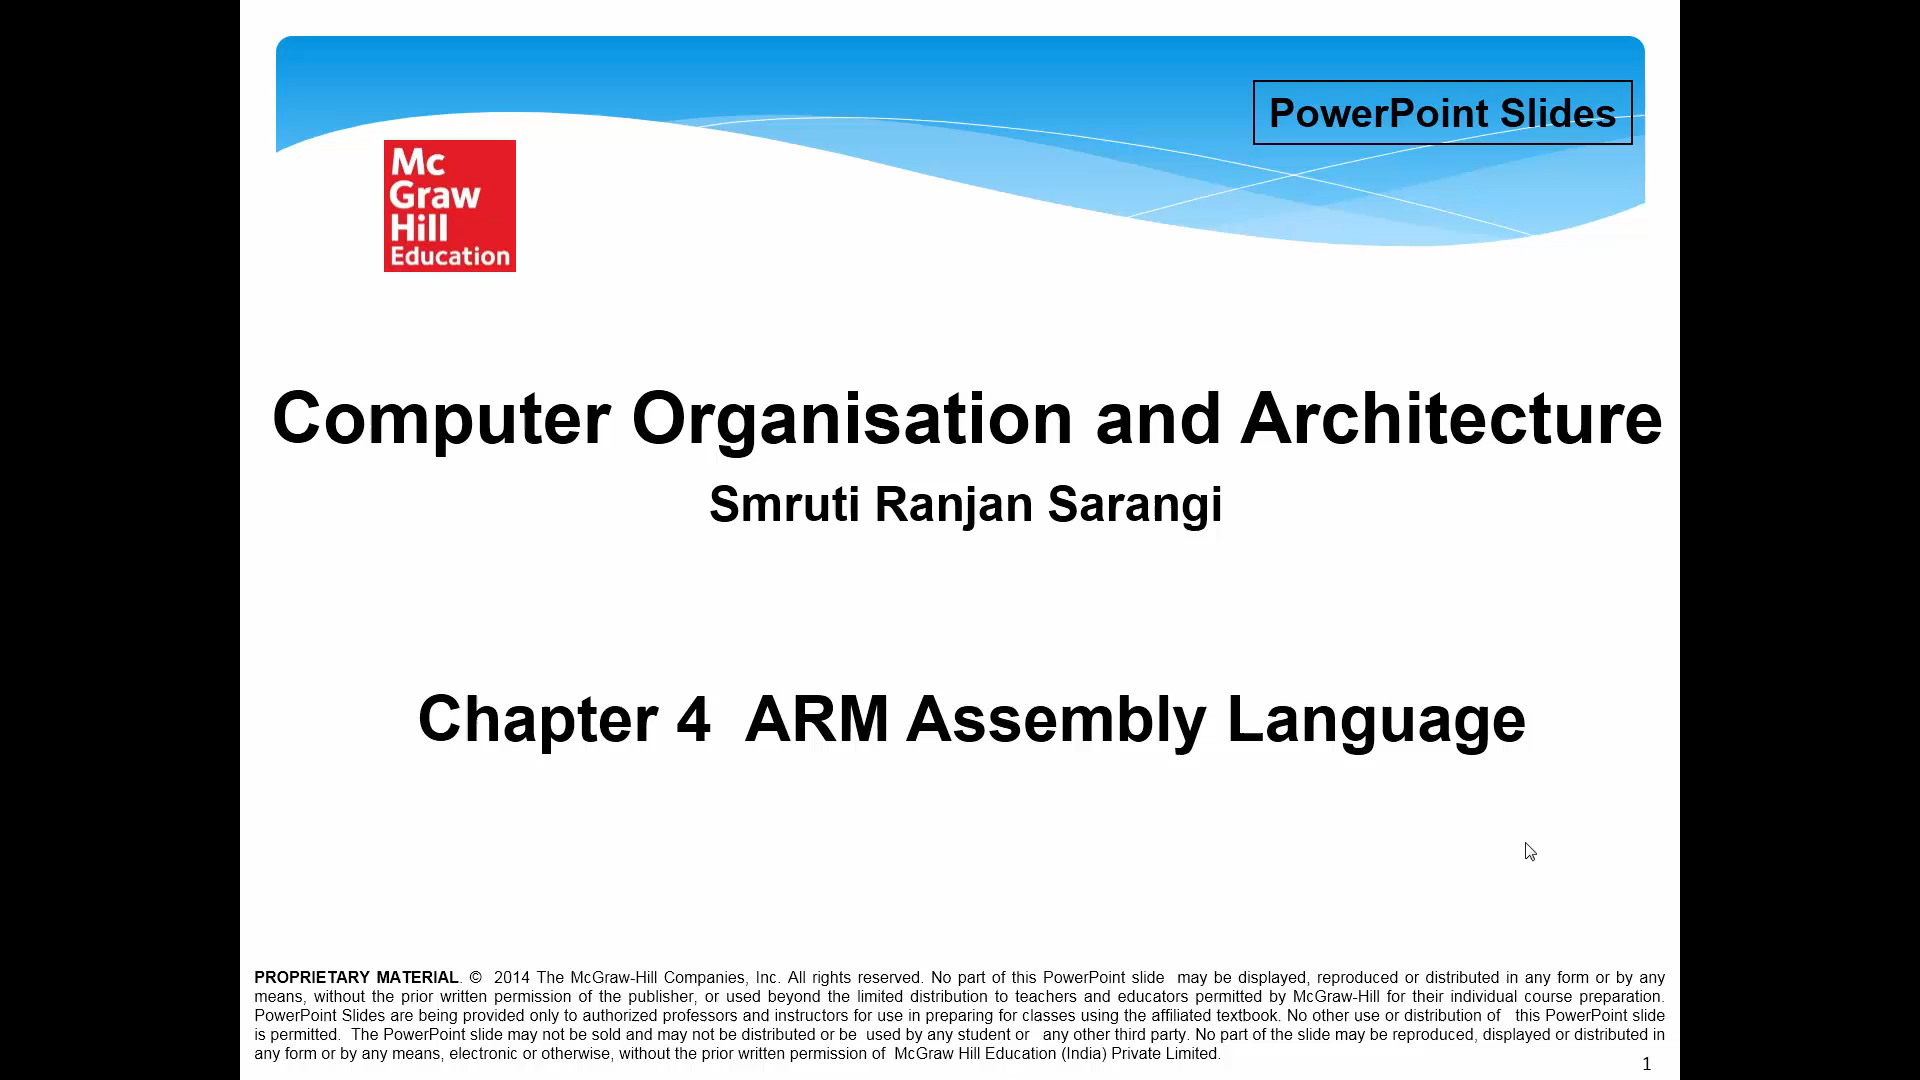 PowerPoint Slides
Mc
Graw
Hill
Education
Computer Organisation and Architecture
Smruti Ranjan Sarangi
Chapter 4  ARM Assembly Language
PROPRIETARY MATERIAL. ©  2014 The McGraw-Hill Companies, Inc. All rights reserved. No part of this PowerPoint slide  may be displayed, reproduced or distributed in any form or by any
means, without the prior written permission of the publisher, or used beyond the limited distribution to teachers and educators permitted by McGraw-Hill for their individual course preparation.
PowerPoint Slides are being provided only to authorized professors and instructors for use in preparing for classes using the affiliated textbook. No other use or distribution of   this PowerPoint slide
is permitted.  The PowerPoint slide may not be sold and may not be distributed or be  used by any student or   any other third party. No part of the slide may be reproduced, displayed or distributed in
any form or by any means, electronic or otherwise, without the prior written permission of  McGraw Hill Education (India) Private Limited.
1